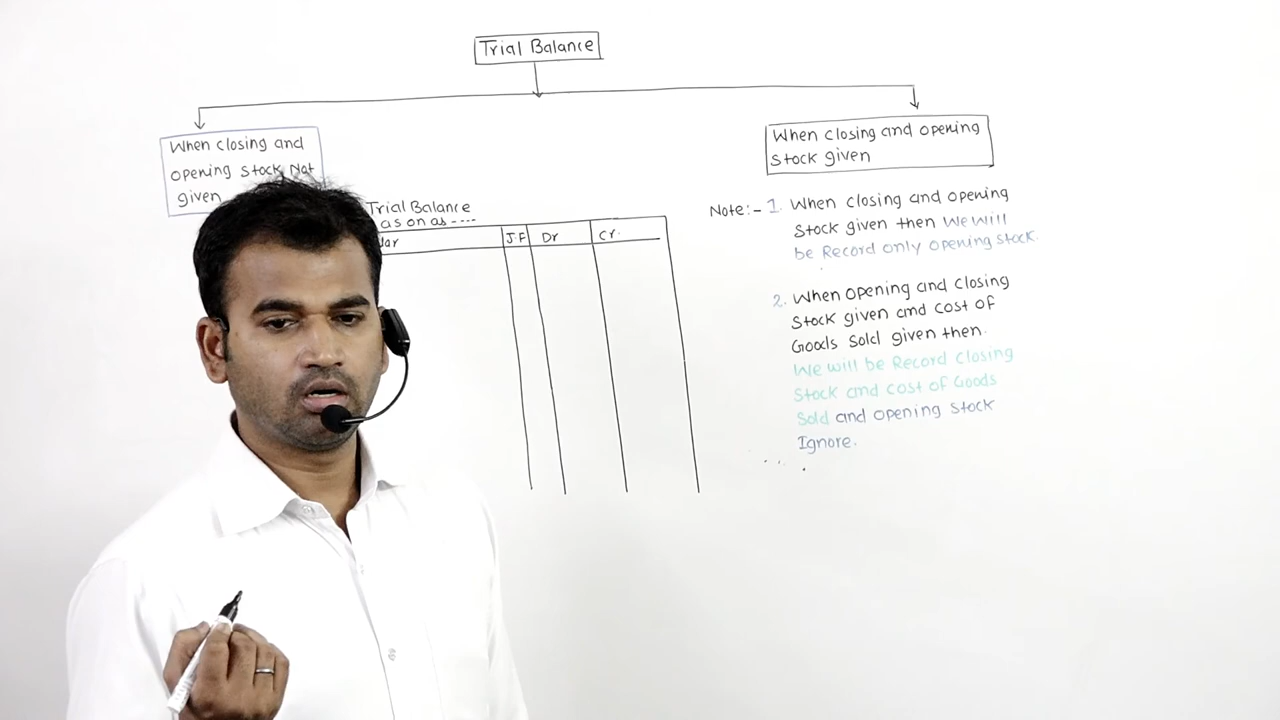 Trial Balance
When closing and
opening stock Not
given
Trial Balance
as on as ----
J.F Dr Cr.
When closing and opening
stock given
Note:- 1. When closing and opening
stock given then We will
be Record only opening stock.
2. When opening and closing
stock given and cost of
Goods sold given then.
We will be Record closing
stock and cost of Goods
sold and opening stock
Ignore.